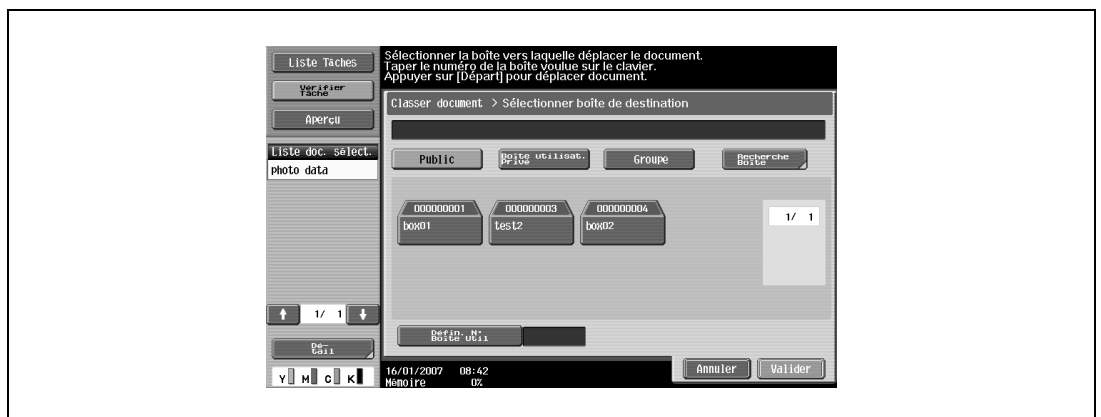 Liste Tâches
Vérifier
Tâche
Aperçu
Liste doc. sélect.
photo data
1/ 1
Dé-
tail
Y M C K
Sélectionner la boîte vers laquelle déplacer le document.
Taper le numéro de la boîte voulue sur le clavier.
Appuyer sur [Départ] pour déplacer document.
Classer document > Sélectionner boîte de destination
Public
Boîte utilisat.
Privé
Groupe
Recherche
Boîte
000000001
box01
000000003
test2
000000004
box02
1/ 1
Défin. N°
Boîte Util
16/01/2007 08:42
Mémoire 0%
Annuler
Valider